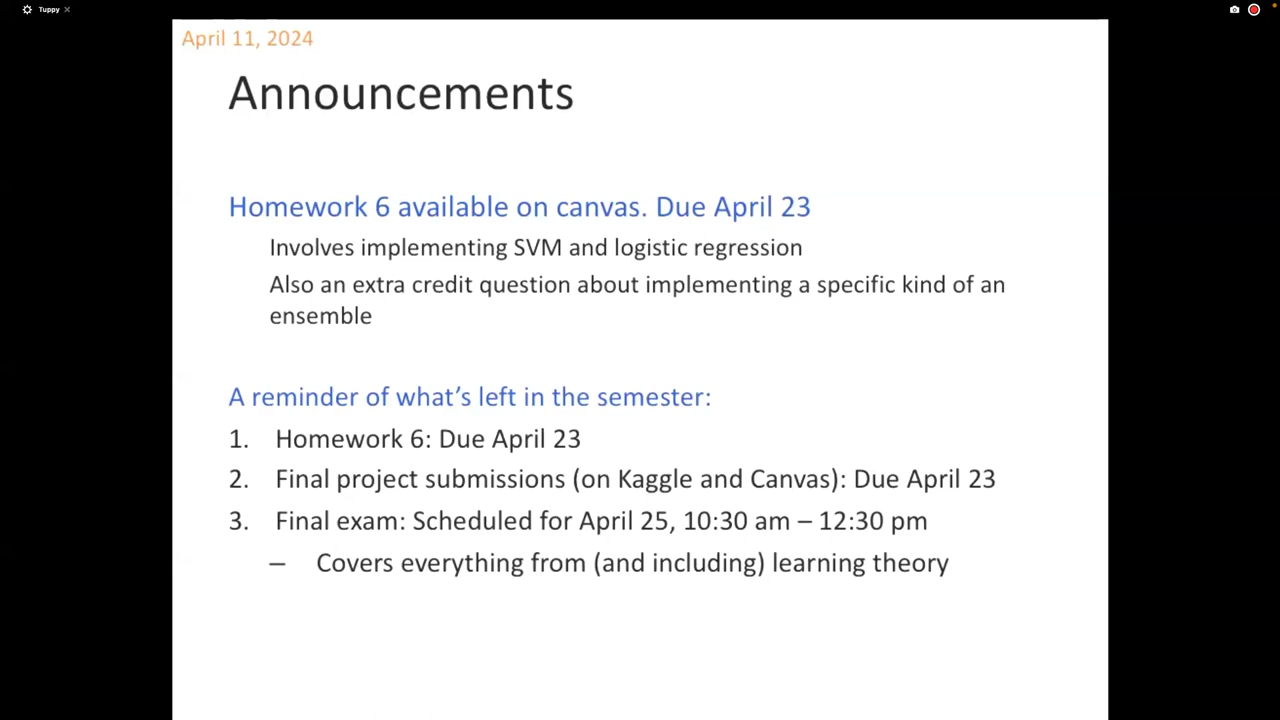 Tuppy
April 11, 2024
Announcements
Homework 6 available on canvas. Due April 23
Involves implementing SVM and logistic regression
Also an extra credit question about implementing a specific kind of an
ensemble
A reminder of what's left in the semester:
1. Homework 6: Due April 23
2. Final project submissions (on Kaggle and Canvas): Due April 23
3. Final exam: Scheduled for April 25, 10:30 am – 12:30 pm
– Covers everything from (and including) learning theory